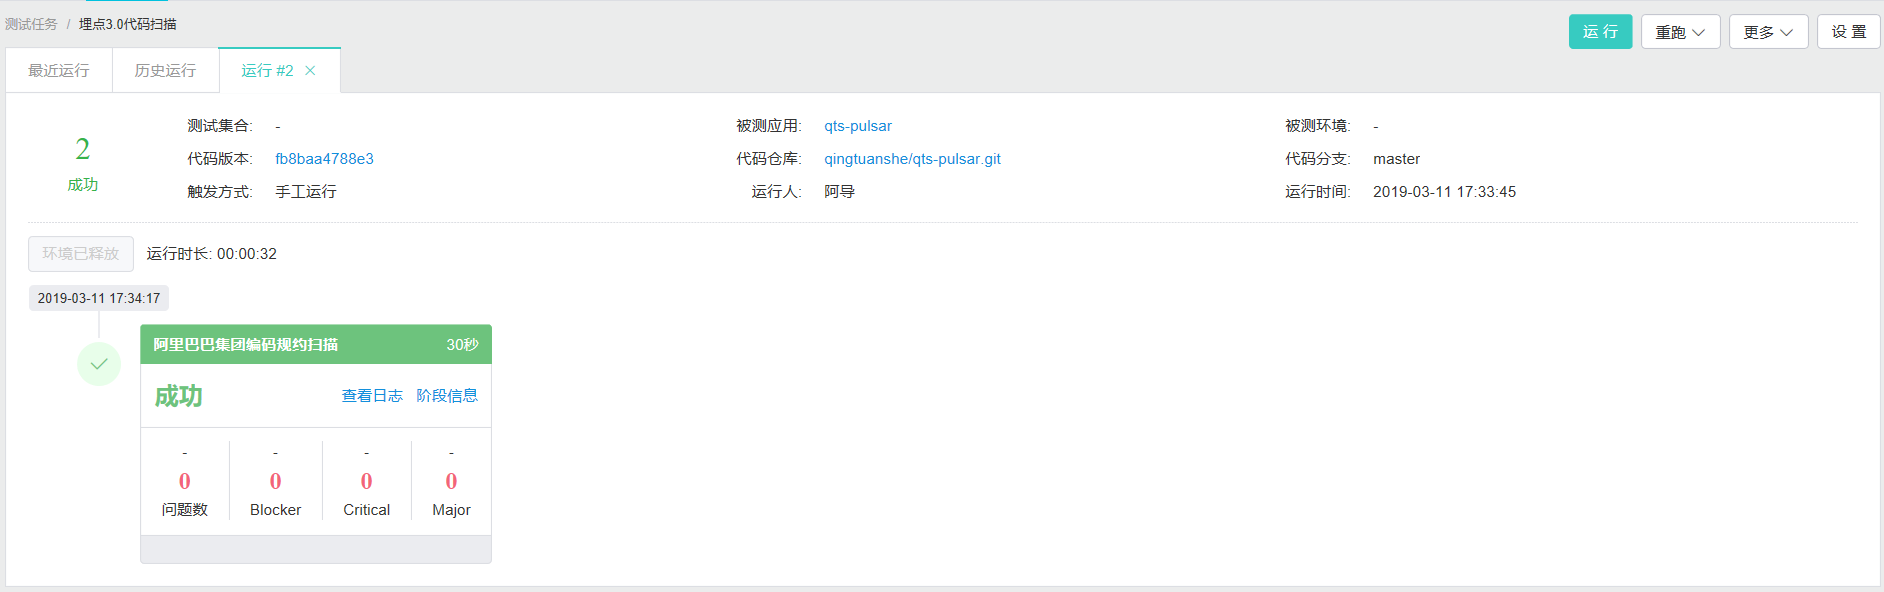 测试任务 / 埋点3.0代码扫描
运 行 重跑 更多 设 置
最近运行 历史运行 运行 #2
2
成功
测试集合: - 被测应用: qts-pulsar 被测环境: -
代码版本: fb8baa4788e3 代码仓库: qingtuanshe/qts-pulsar.git 代码分支: master
触发方式: 手工运行 运行人: 阿导 运行时间: 2019-03-11 17:33:45
环境已释放 运行时长: 00:00:32
2019-03-11 17:34:17
阿里巴巴集团编码规约扫描 30秒
成功 查看日志 阶段信息
- - - -
0 0 0 0
问题数 Blocker Critical Major